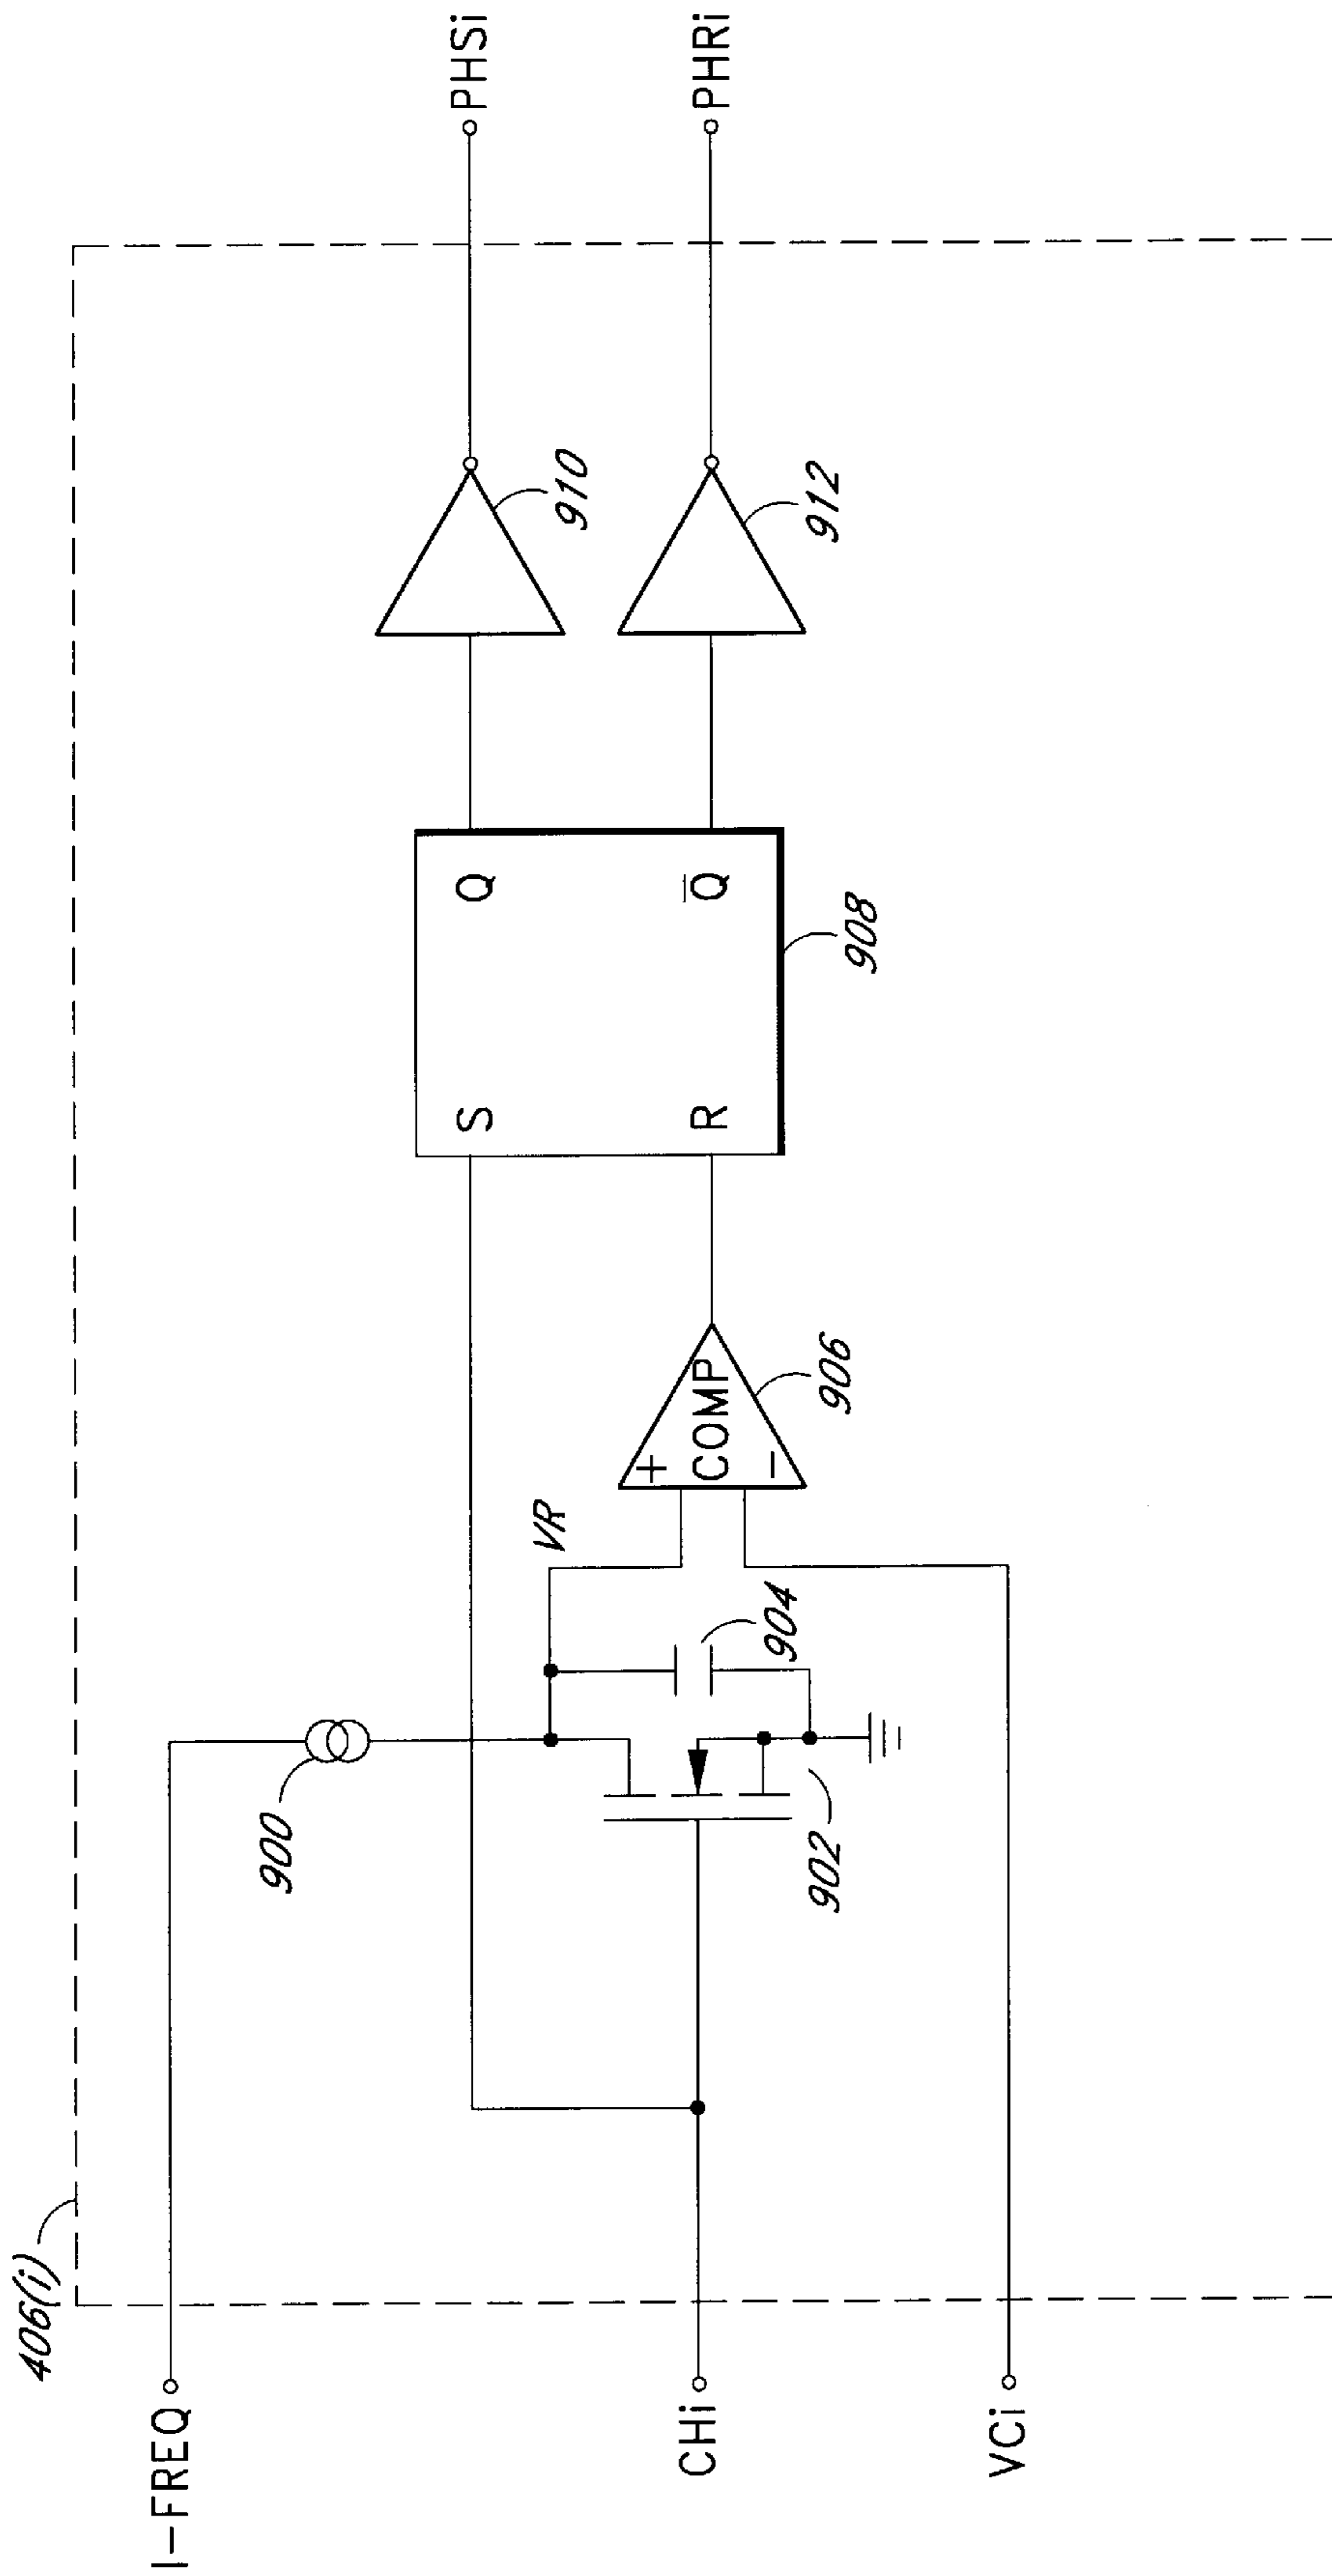 406(i)
I-FREQ
CHi
VCi
900
902
904
VR
COMP
+
−
906
S
R
Q
Q̅
908
910
912
PHSi
PHRi